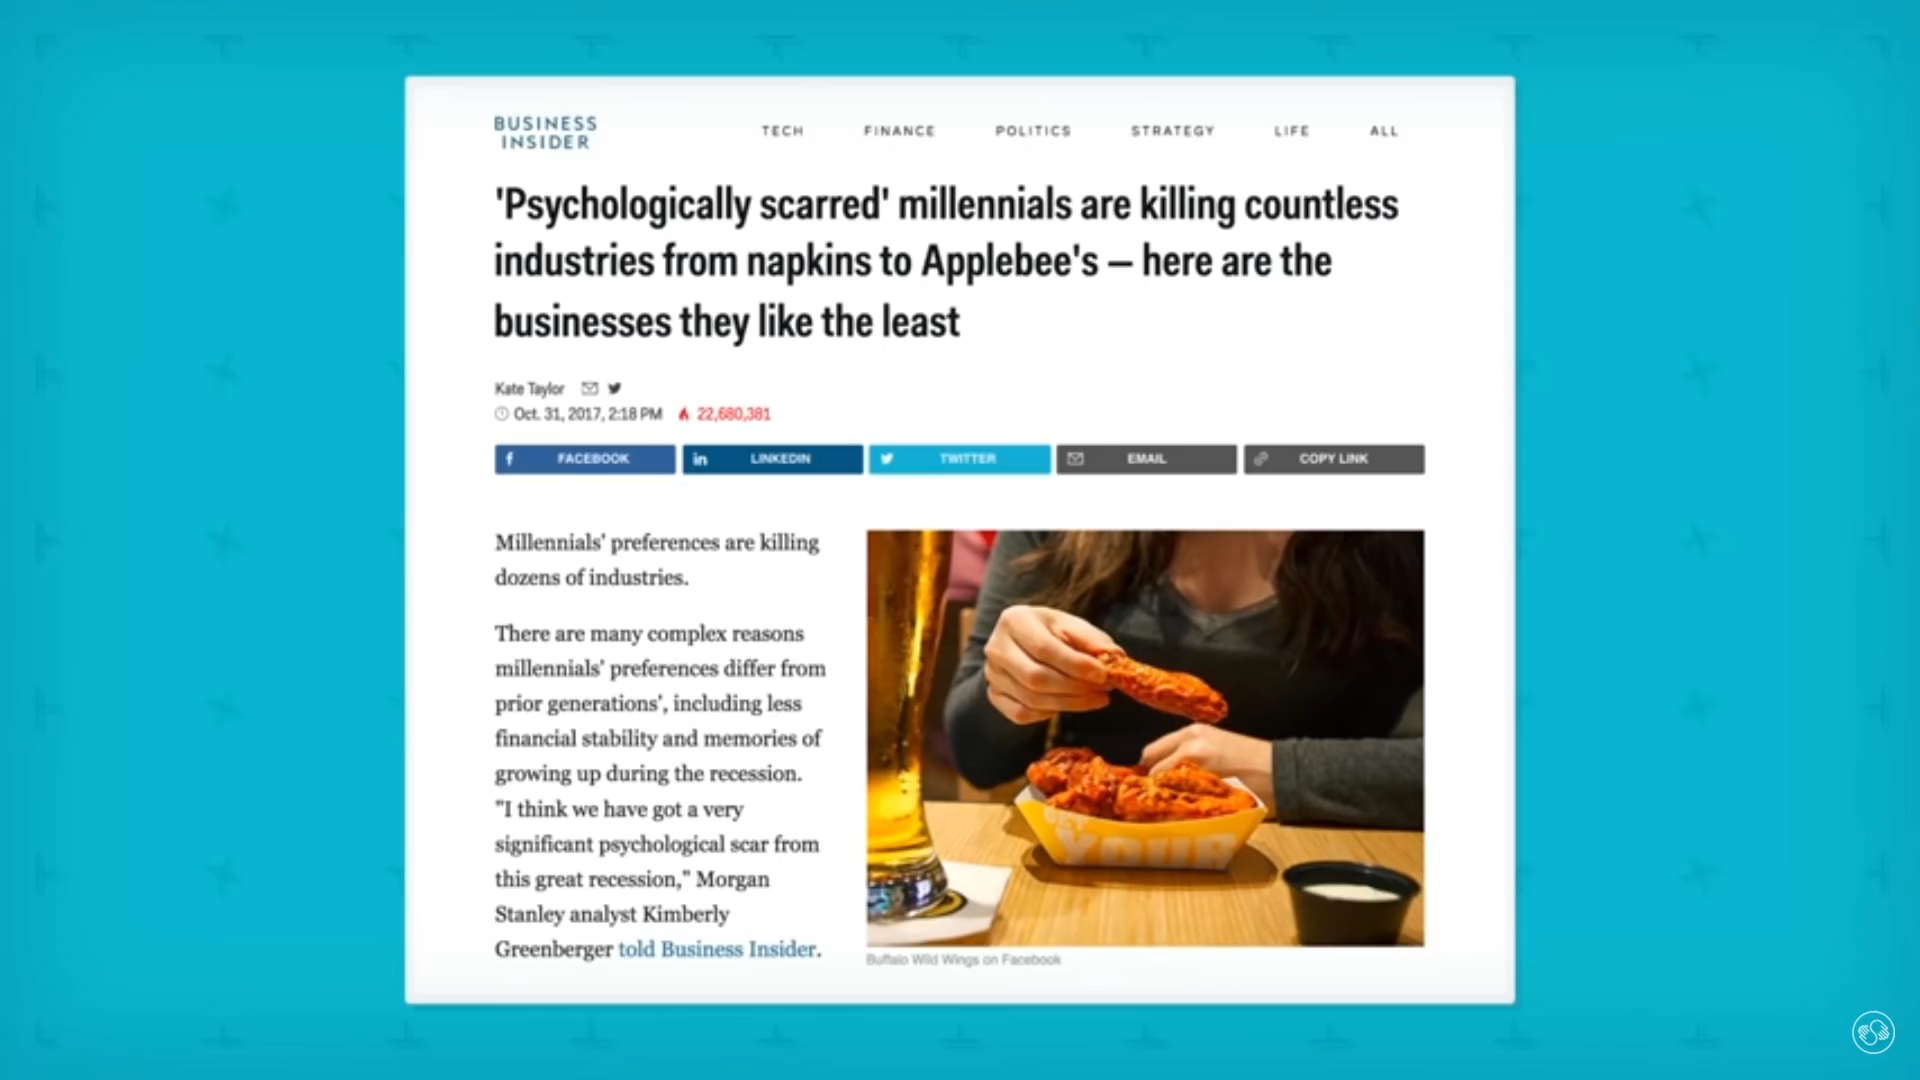 BUSINESS
INSIDER
TECH FINANCE POLITICS STRATEGY LIFE ALL
'Psychologically scarred' millennials are killing countless
industries from napkins to Applebee's — here are the
businesses they like the least
Kate Taylor
Oct. 31, 2017, 2:18 PM 22,680,381
FACEBOOK LINKEDIN TWITTER EMAIL COPY LINK
Millennials' preferences are killing
dozens of industries.
There are many complex reasons
millennials' preferences differ from
prior generations', including less
financial stability and memories of
growing up during the recession.
"I think we have got a very
significant psychological scar from
this great recession," Morgan
Stanley analyst Kimberly
Greenberger told Business Insider.
YOUR
Buffalo Wild Wings on Facebook